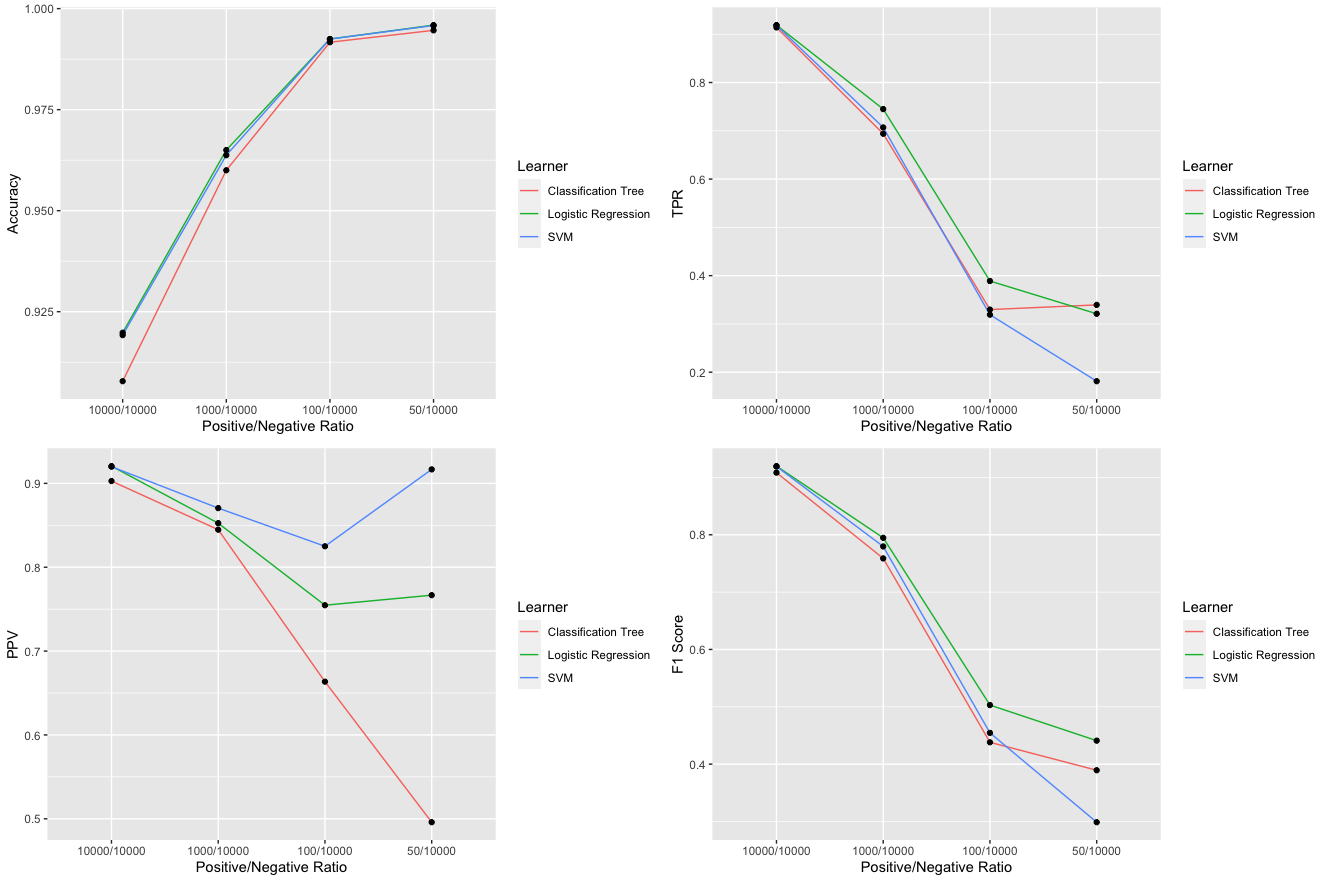 1.000
0.975
0.950
0.925
Accuracy
10000/10000 1000/10000 100/10000 50/10000
Positive/Negative Ratio
Learner
Classification Tree
Logistic Regression
SVM
0.8
0.6
0.4
0.2
TPR
10000/10000 1000/10000 100/10000 50/10000
Positive/Negative Ratio
Learner
Classification Tree
Logistic Regression
SVM
0.9
0.8
0.7
0.6
0.5
PPV
10000/10000 1000/10000 100/10000 50/10000
Positive/Negative Ratio
Learner
Classification Tree
Logistic Regression
SVM
0.8
0.6
0.4
F1 Score
10000/10000 1000/10000 100/10000 50/10000
Positive/Negative Ratio
Learner
Classification Tree
Logistic Regression
SVM